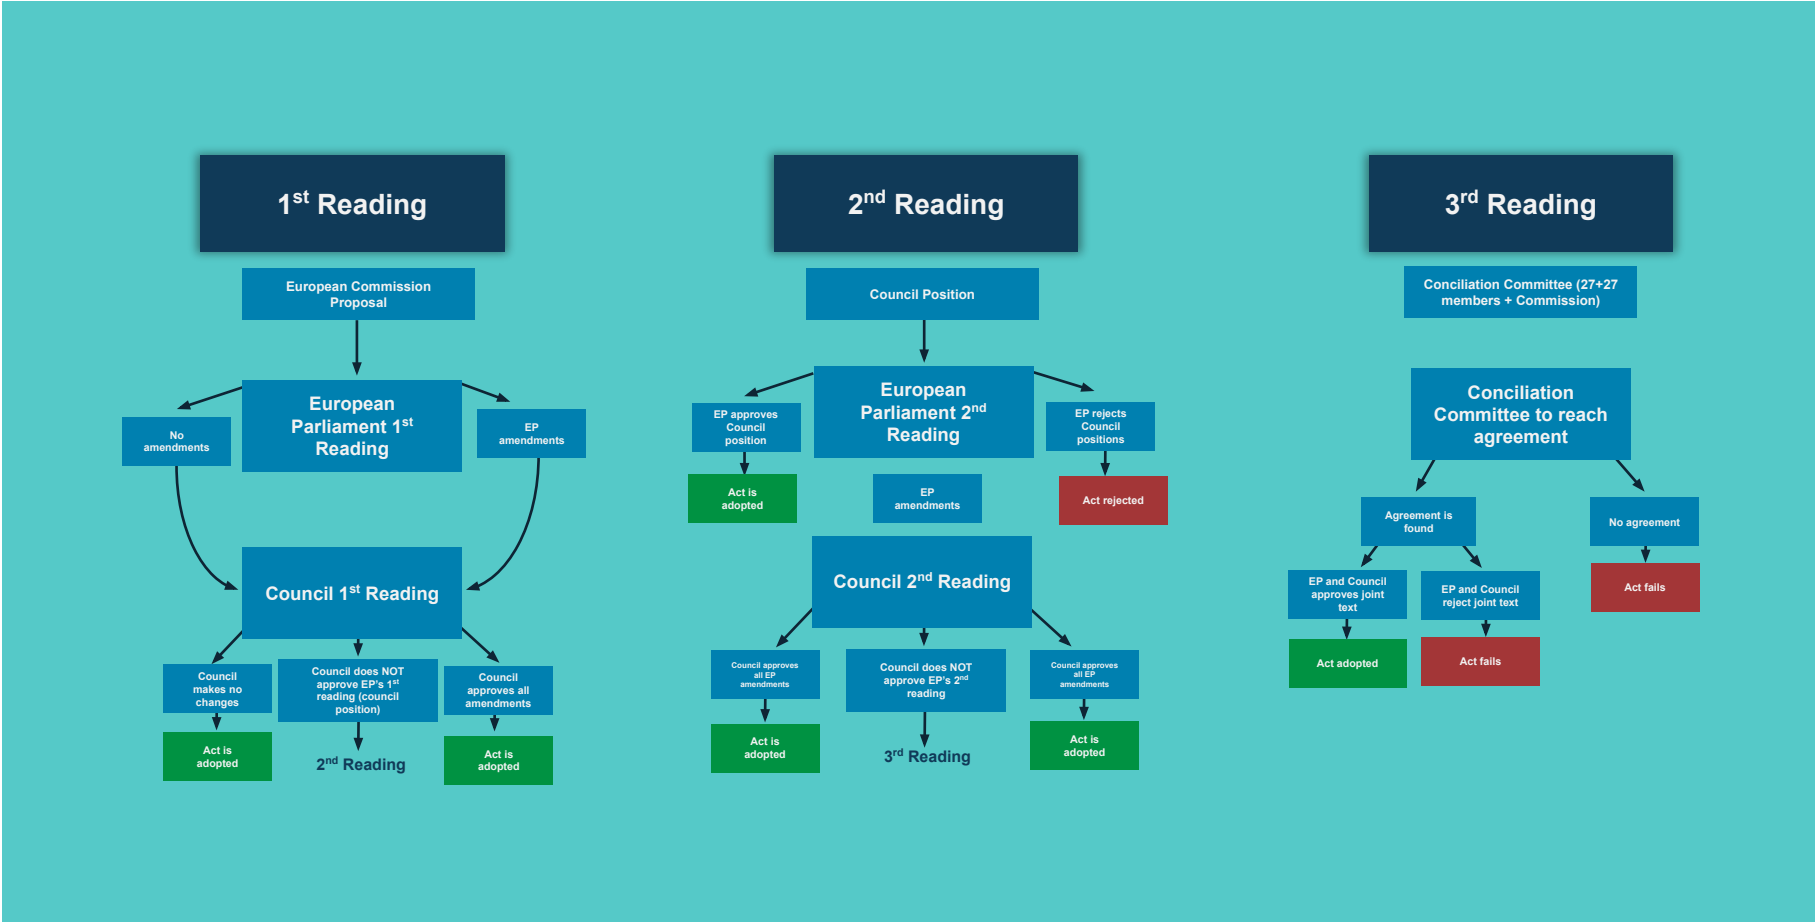 1st Reading
European Commission
Proposal
European
Parliament 1st
Reading
No
amendments
EP
amendments
Council 1st Reading
Council
makes no
changes
Council does NOT
approve EP's 1st
reading (council
position)
Council
approves all
amendments
Act is
adopted
2nd Reading
Act is
adopted
2nd Reading
Council Position
European
Parliament 2nd
Reading
EP approves
Council
position
EP rejects
Council
positions
Act is
adopted
EP
amendments
Act rejected
Council 2nd Reading
Council approves
all EP
amendments
Council does NOT
approve EP's 2nd
reading
Council approves
all EP
amendments
Act is
adopted
3rd Reading
Act is
adopted
3rd Reading
Conciliation Committee (27+27
members + Commission)
Conciliation
Committee to reach
agreement
Agreement is
found
No agreement
EP and Council
approves joint
text
EP and Council
reject joint text
Act fails
Act adopted
Act fails